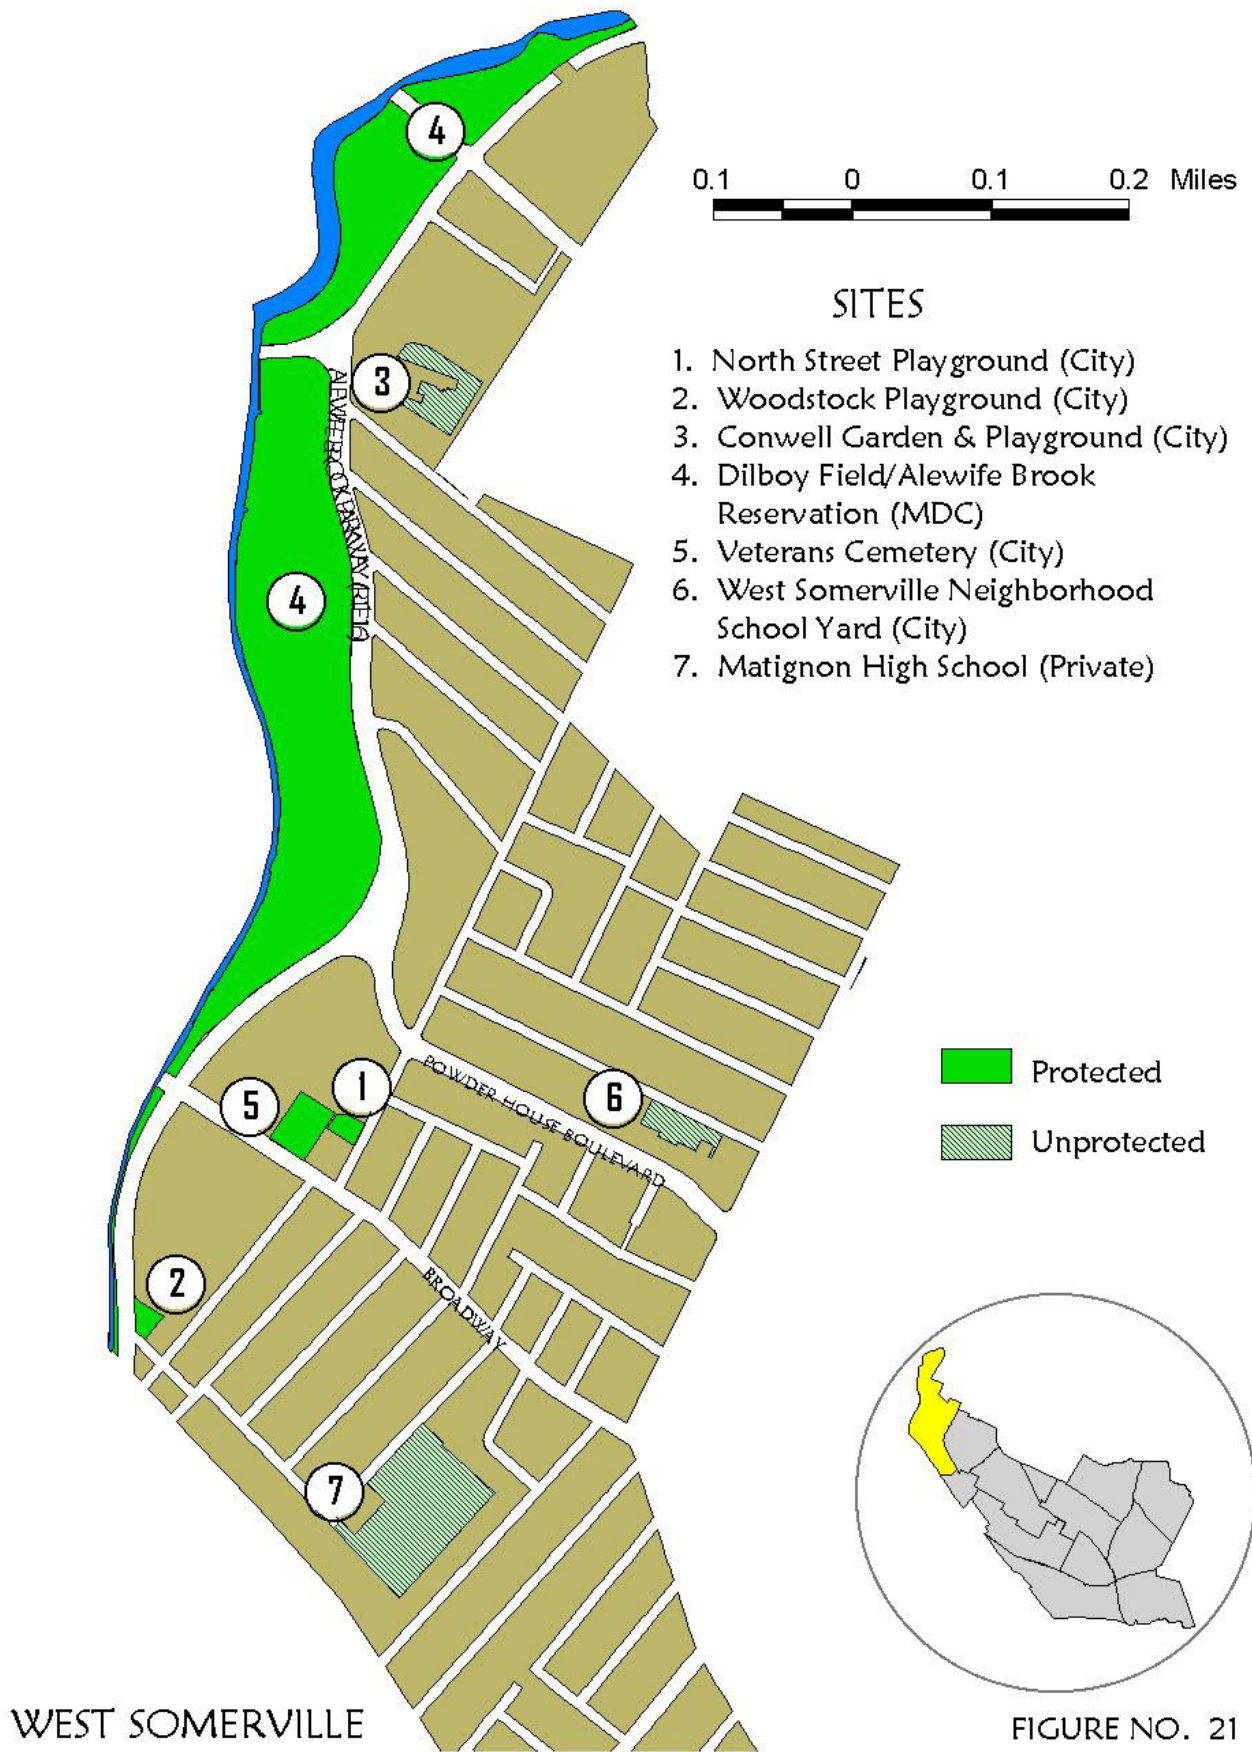 4
0.1 0 0.1 0.2 Miles
SITES
1. North Street Playground (City)
2. Woodstock Playground (City)
3. Conwell Garden & Playground (City)
4. Dilboy Field/Alewife Brook
Reservation (MDC)
5. Veterans Cemetery (City)
6. West Somerville Neighborhood
School Yard (City)
7. Matignon High School (Private)
3
4
Protected
Unprotected
POWDER HOUSE BOULEVARD
1
5
6
2
BROADWAY
7
WEST SOMERVILLE
FIGURE NO. 21